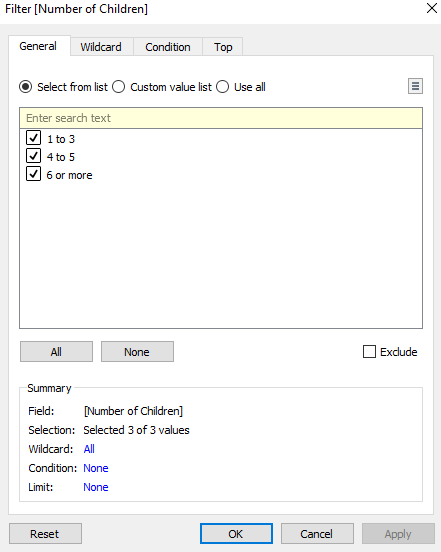 Filter [Number of Children]
General Wildcard Condition Top
Select from list Custom value list Use all
Enter search text
1 to 3
4 to 5
6 or more
All None Exclude
Summary
Field: [Number of Children]
Selection: Selected 3 of 3 values
Wildcard: All
Condition: None
Limit: None
Reset OK Cancel Apply